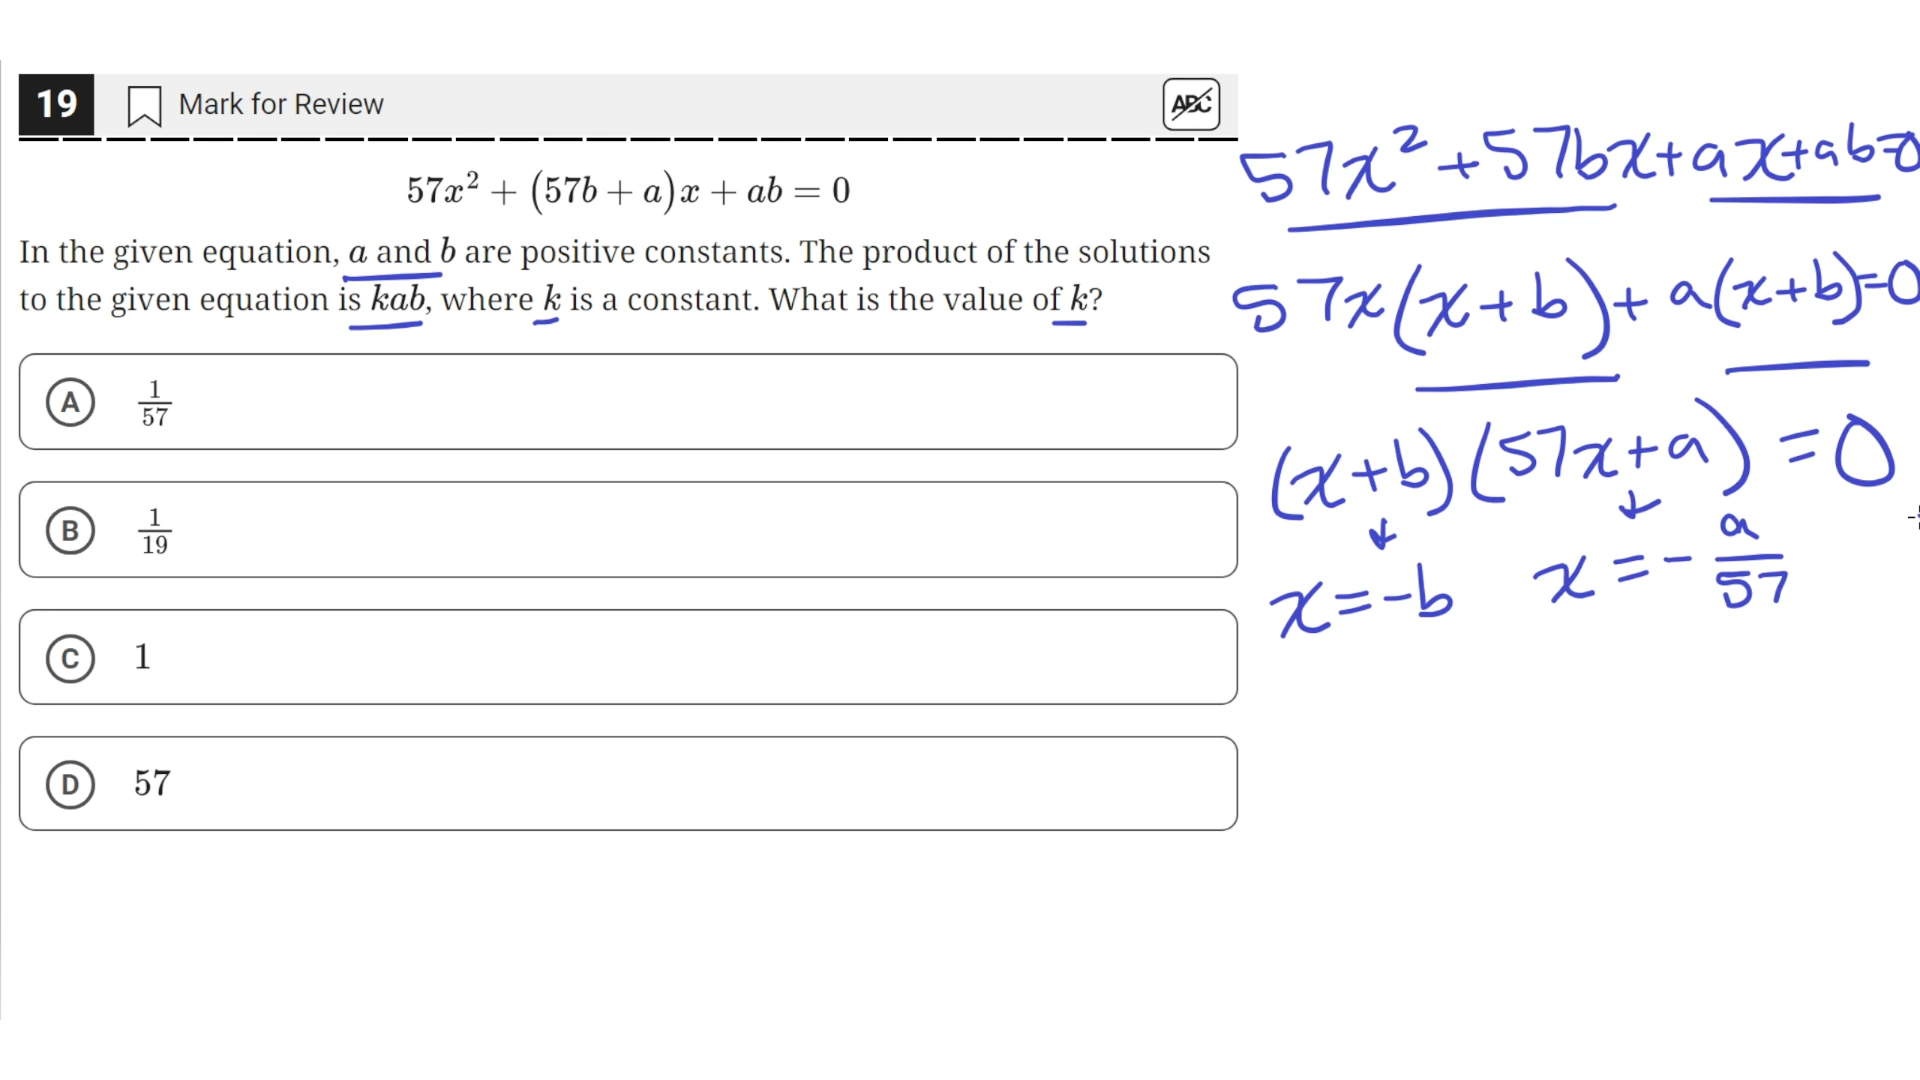 19 Mark for Review ABC
57x² + (57b + a)x + ab = 0
In the given equation, a and b are positive constants. The product of the solutions
to the given equation is kab, where k is a constant. What is the value of k?
A 1/57
B 1/19
C 1
D 57
57x² + 57bx + ax + ab = 0
57x(x + b) + a(x + b) = 0
(x + b)(57x + a) = 0
x = -b x = - a/57